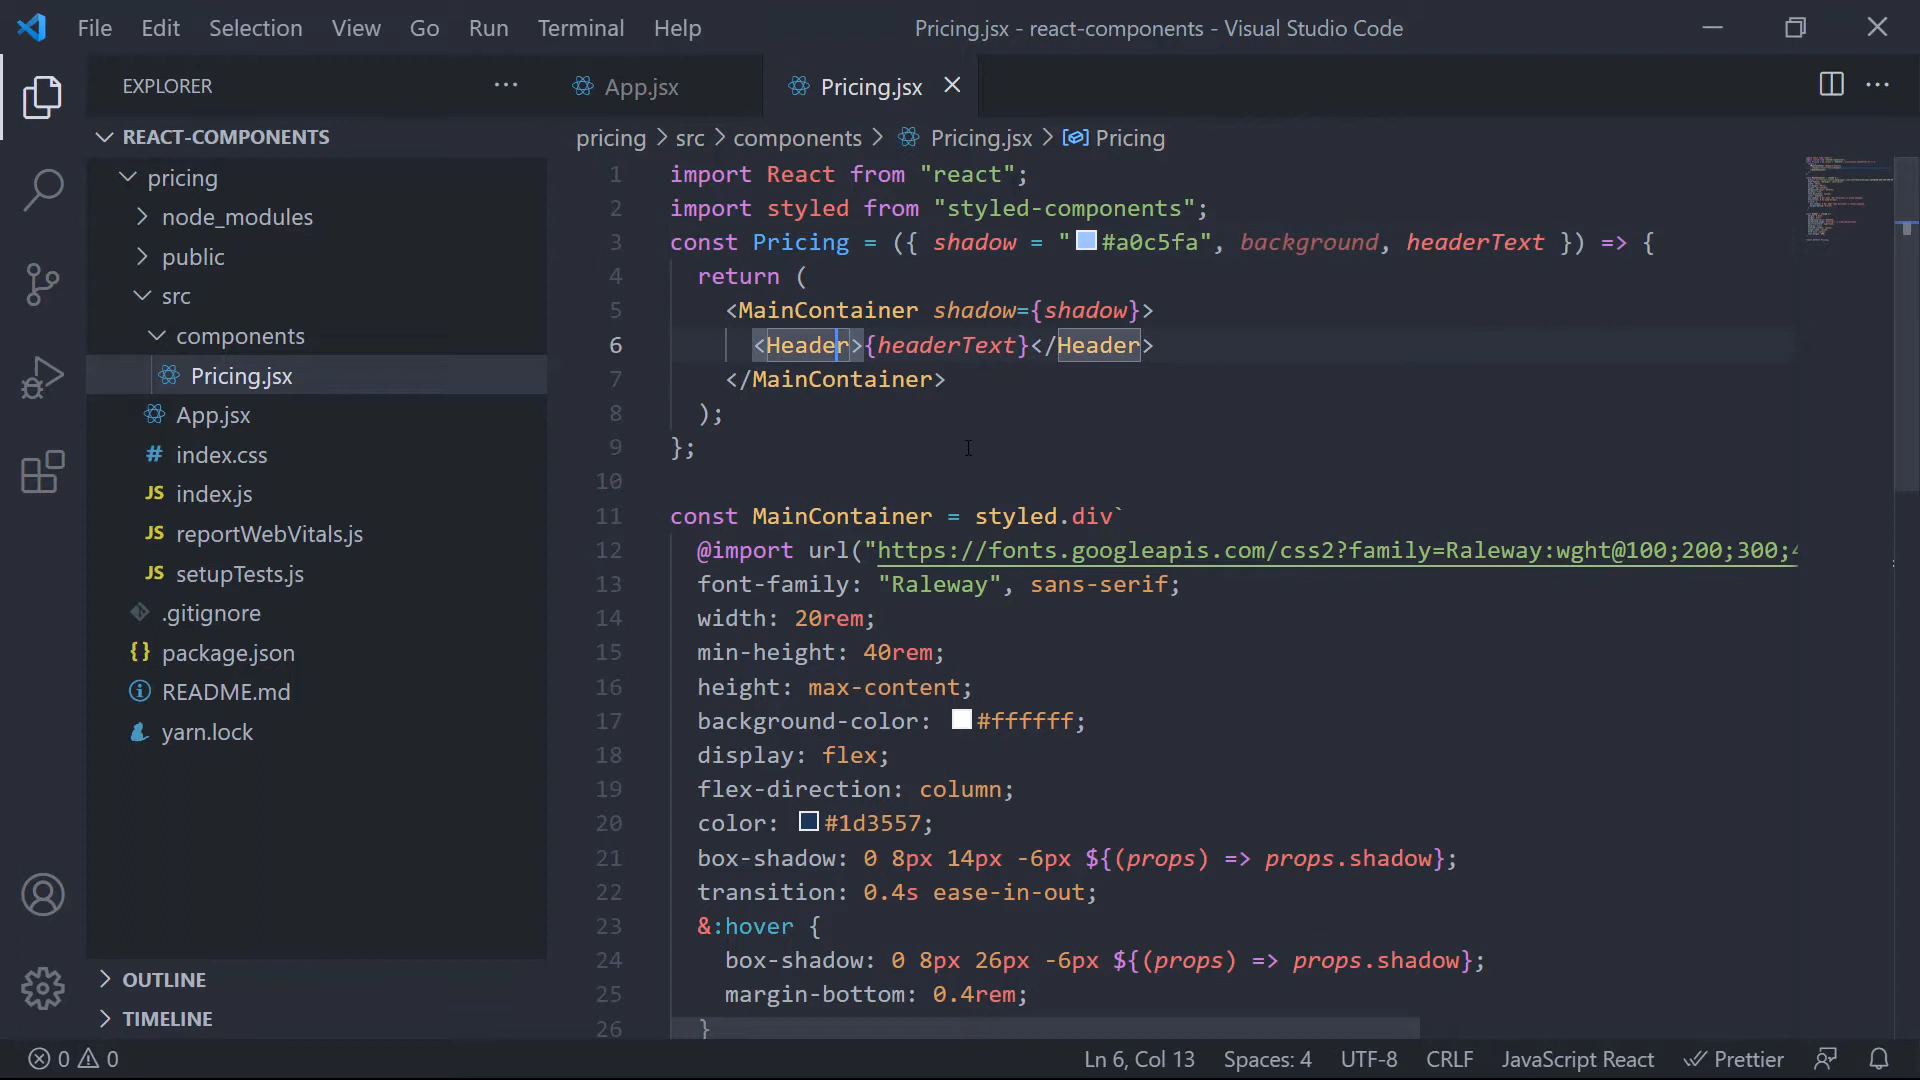 File Edit Selection View Go Run Terminal Help Pricing.jsx - react-components - Visual Studio Code
EXPLORER
REACT-COMPONENTS
pricing
node_modules
public
src
components
Pricing.jsx
App.jsx
index.css
index.js
reportWebVitals.js
setupTests.js
.gitignore
package.json
README.md
yarn.lock
OUTLINE
TIMELINE
App.jsx Pricing.jsx
pricing > src > components > Pricing.jsx > Pricing
1 import React from "react";
2 import styled from "styled-components";
3 const Pricing = ({ shadow = "#a0c5fa", background, headerText }) => {
4 return (
5 <MainContainer shadow={shadow}>
6 <Header>{headerText}</Header>
7 </MainContainer>
8 );
9 };
10
11 const MainContainer = styled.div`
12 @import url("https://fonts.googleapis.com/css2?family=Raleway:wght@100;200;300;
13 font-family: "Raleway", sans-serif;
14 width: 20rem;
15 min-height: 40rem;
16 height: max-content;
17 background-color: #ffffff;
18 display: flex;
19 flex-direction: column;
20 color: #1d3557;
21 box-shadow: 0 8px 14px -6px ${(props) => props.shadow};
22 transition: 0.4s ease-in-out;
23 &:hover {
24 box-shadow: 0 8px 26px -6px ${(props) => props.shadow};
25 margin-bottom: 0.4rem;
26 }
0 0 Ln 6, Col 13 Spaces: 4 UTF-8 CRLF JavaScript React Prettier